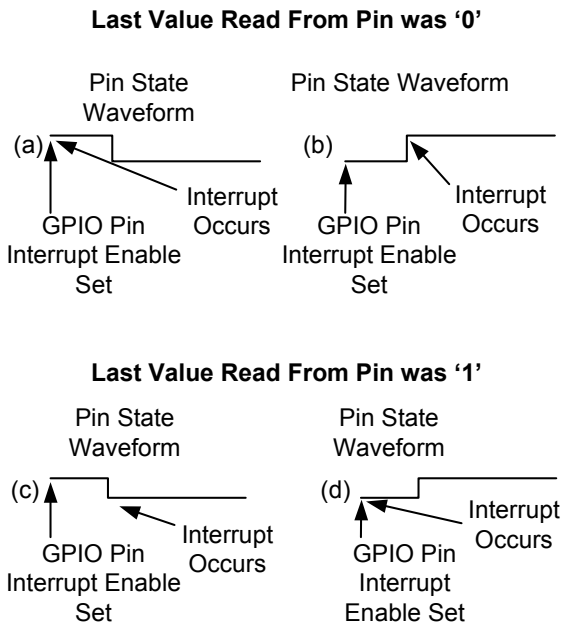 Last Value Read From Pin was ‘0’
Pin State
Waveform
Pin State Waveform
(a)
(b)
Interrupt
Occurs
GPIO Pin
Interrupt Enable
Set
Interrupt
Occurs
GPIO Pin
Interrupt Enable
Set
Last Value Read From Pin was ‘1’
Pin State
Waveform
Pin State
Waveform
(c)
(d)
Interrupt
Occurs
GPIO Pin
Interrupt Enable
Set
Interrupt
Occurs
GPIO Pin
Interrupt
Enable Set